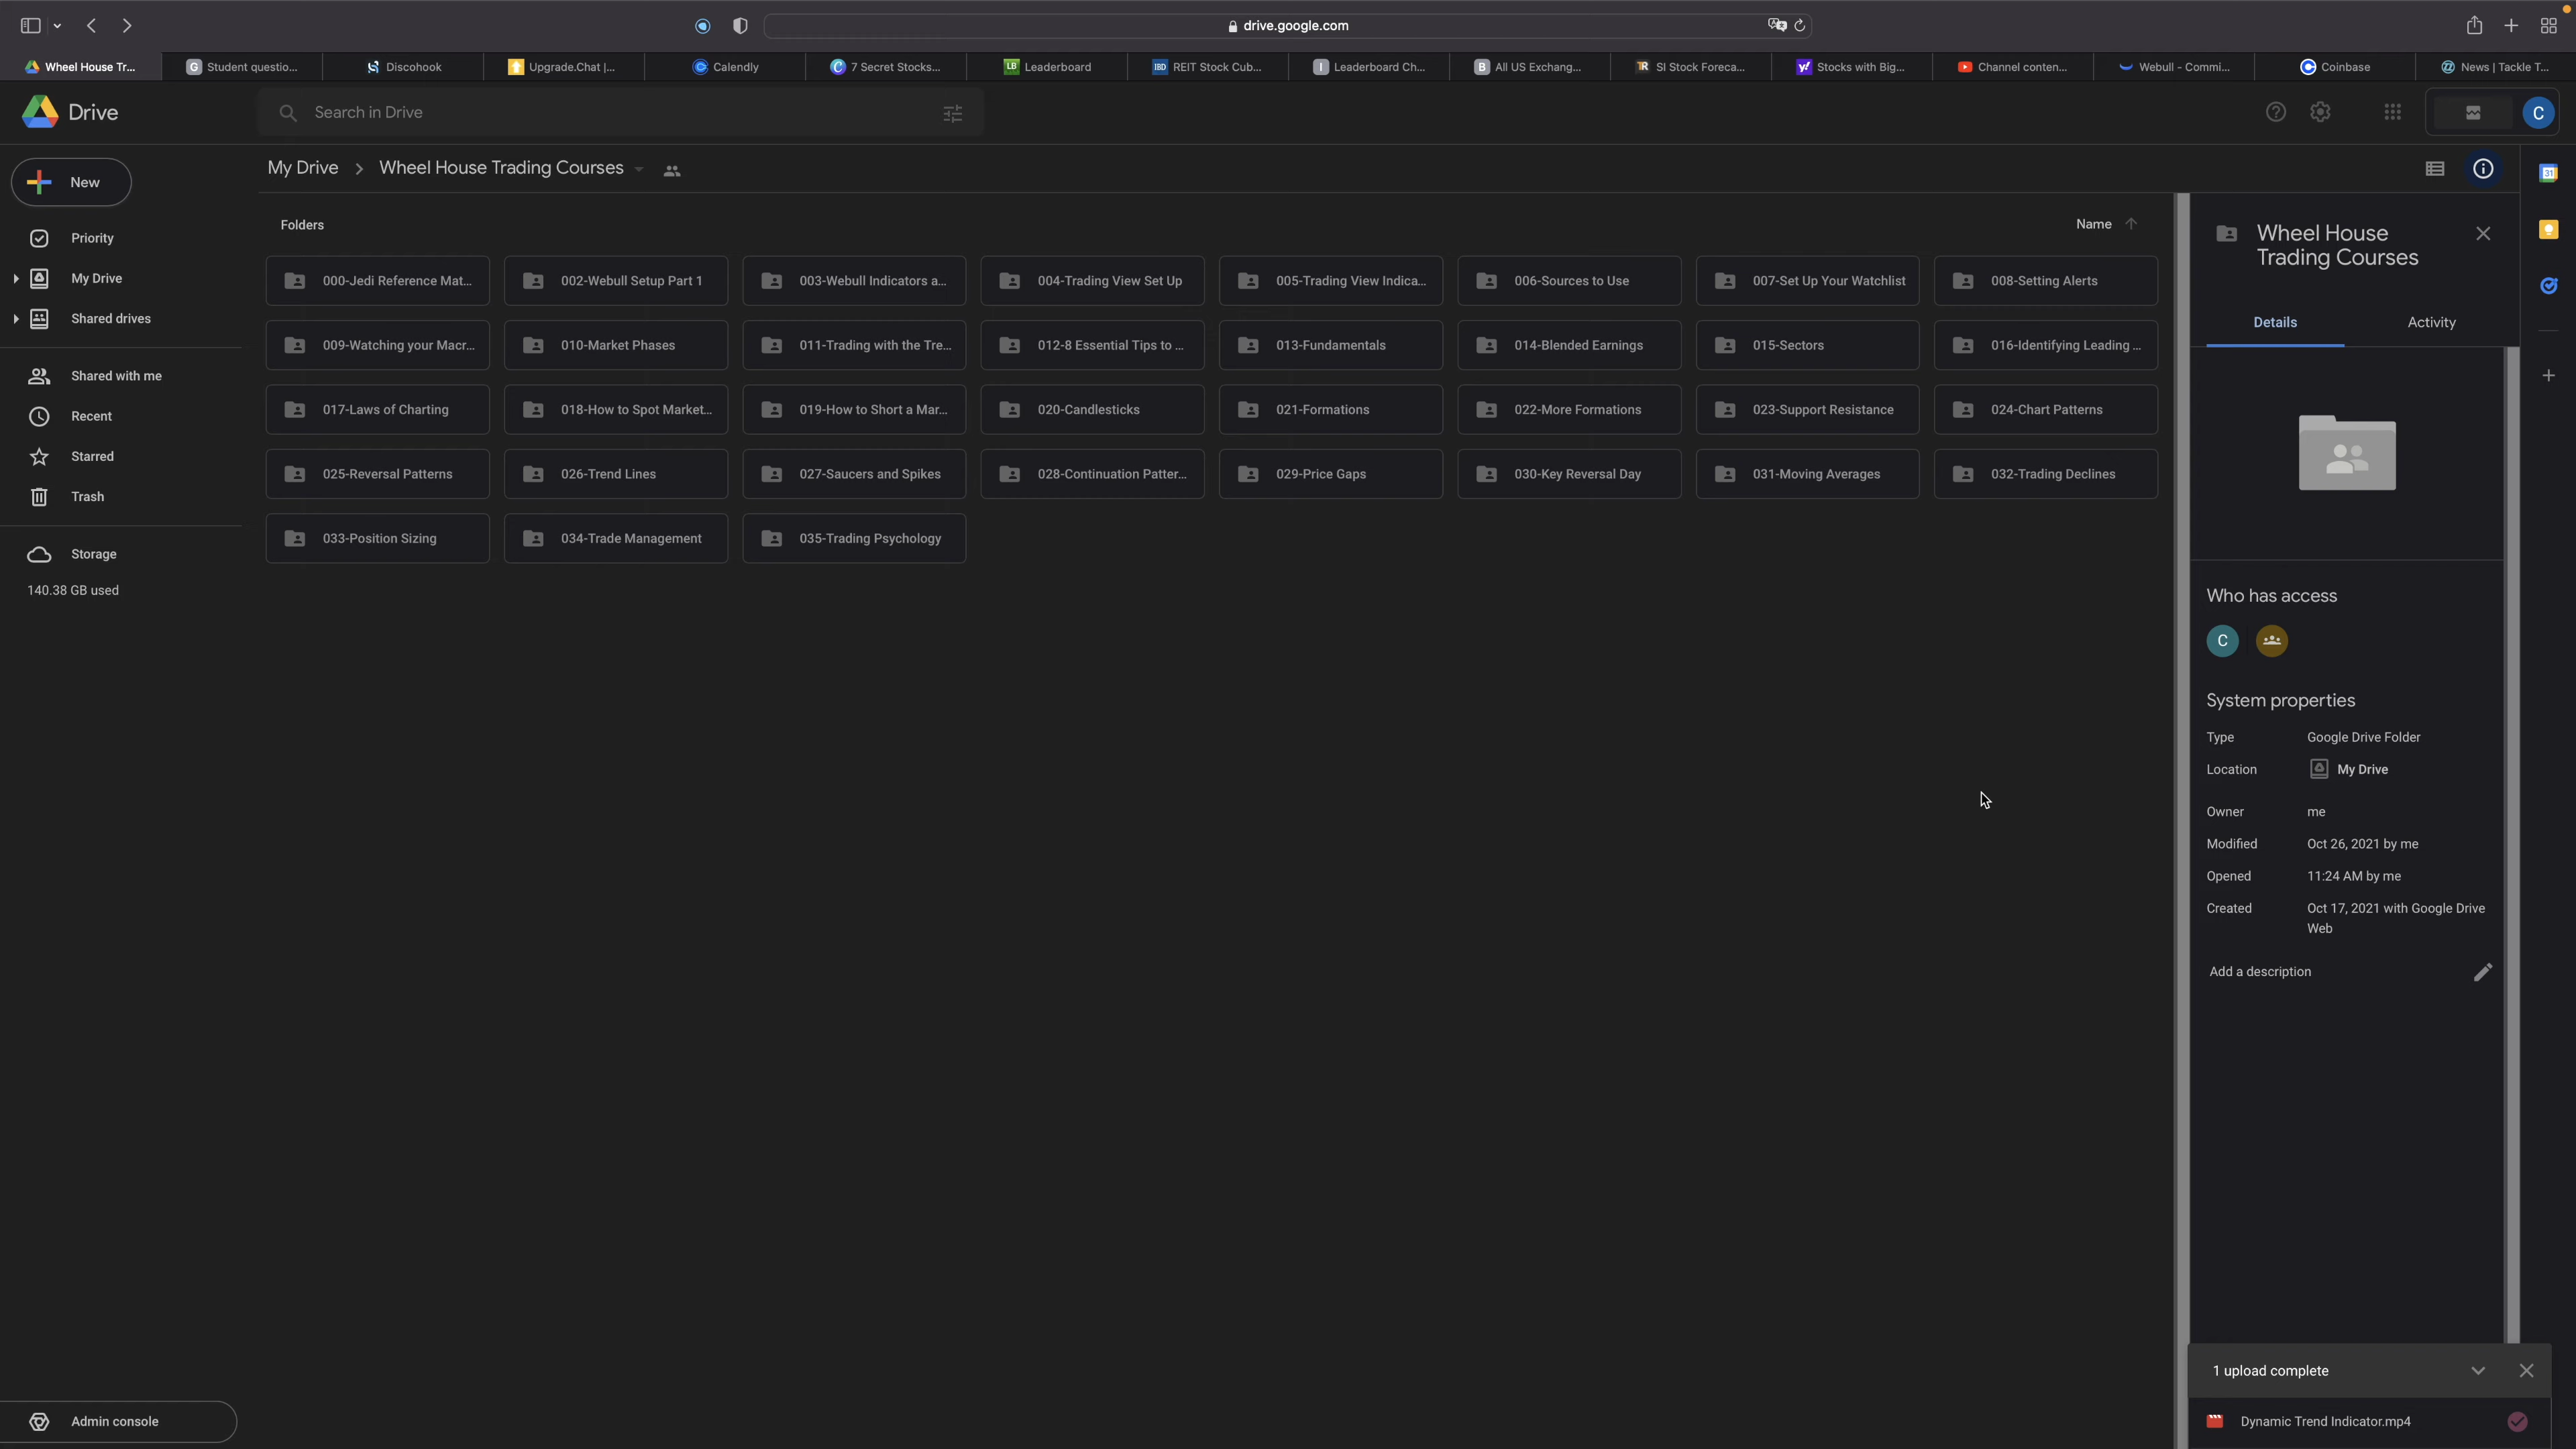 drive.google.com
Wheel House Tr...
Student questio...
Discohook
Upgrade.Chat |...
Calendly
7 Secret Stocks...
LB Leaderboard
IBD REIT Stock Cub...
Leaderboard Ch...
B All US Exchang...
TR SI Stock Foreca...
y! Stocks with Big...
Channel conten...
Webull - Commi...
Coinbase
News | Tackle T...
Drive
Search in Drive
C
New
My Drive
Wheel House Trading Courses
Priority
My Drive
Shared drives
Shared with me
Recent
Starred
Trash
Storage
140.38 GB used
Admin console
Folders
Name
000-Jedi Reference Mat...
002-Webull Setup Part 1
003-Webull Indicators a...
004-Trading View Set Up
005-Trading View Indica...
006-Sources to Use
007-Set Up Your Watchlist
008-Setting Alerts
009-Watching your Macr...
010-Market Phases
011-Trading with the Tre...
012-8 Essential Tips to ...
013-Fundamentals
014-Blended Earnings
015-Sectors
016-Identifying Leading ...
017-Laws of Charting
018-How to Spot Market...
019-How to Short a Mar...
020-Candlesticks
021-Formations
022-More Formations
023-Support Resistance
024-Chart Patterns
025-Reversal Patterns
026-Trend Lines
027-Saucers and Spikes
028-Continuation Patter...
029-Price Gaps
030-Key Reversal Day
031-Moving Averages
032-Trading Declines
033-Position Sizing
034-Trade Management
035-Trading Psychology
Wheel House
Trading Courses
Details
Activity
Who has access
C
System properties
Type Google Drive Folder
Location My Drive
Owner me
Modified Oct 26, 2021 by me
Opened 11:24 AM by me
Created Oct 17, 2021 with Google Drive
Web
Add a description
1 upload complete
Dynamic Trend Indicator.mp4
31